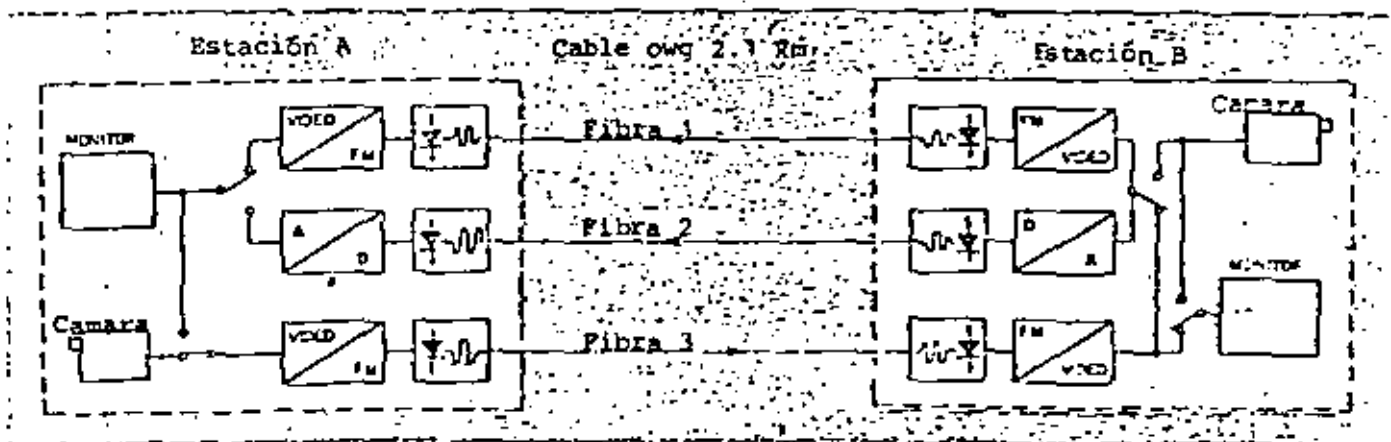 Estación A
Cable owg 2.3 Km.
Estación B
MONITOR
VIDEO
FM
Fibra 1
FM
VIDEO
Camara
A
D
Fibra 2
D
A
MONITOR
Camara
VIDEO
FM
Fibra 3
FM
VIDEO